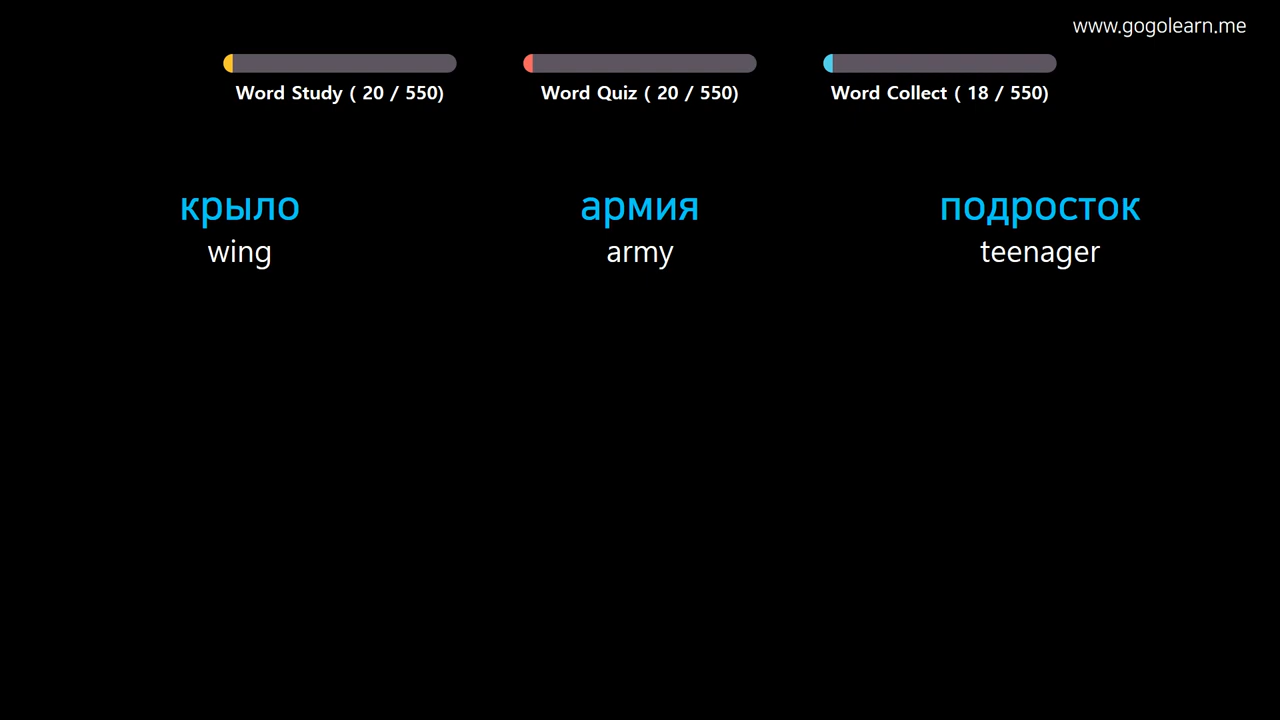 www.gogolearn.me
Word Study ( 20 / 550)
Word Quiz ( 20 / 550)
Word Collect ( 18 / 550)
крыло
армия
подросток
wing
army
teenager